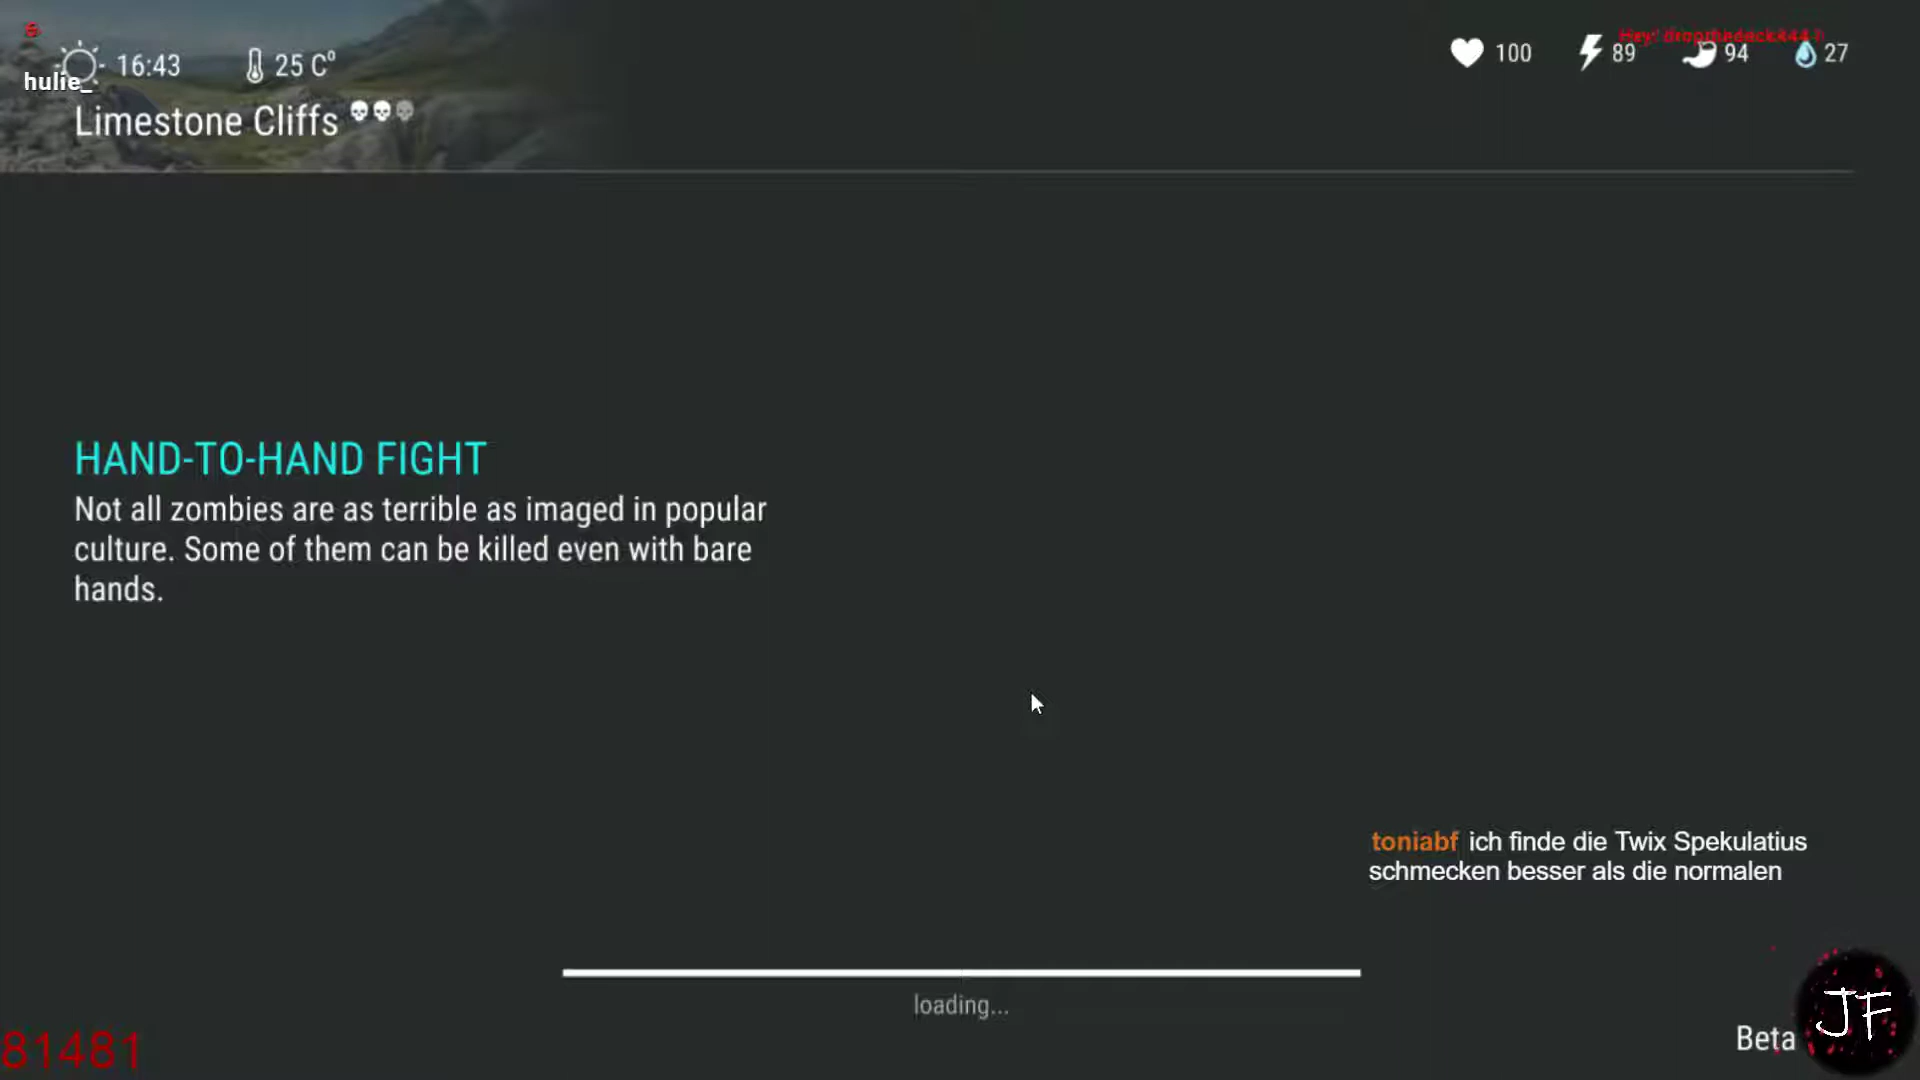 16:43 25 C°
hulie_
Limestone Cliffs
100 89 94 27
HAND-TO-HAND FIGHT
Not all zombies are as terrible as imaged in popular
culture. Some of them can be killed even with bare
hands.
toniabf ich finde die Twix Spekulatius
schmecken besser als die normalen
loading...
81481
Beta
JF